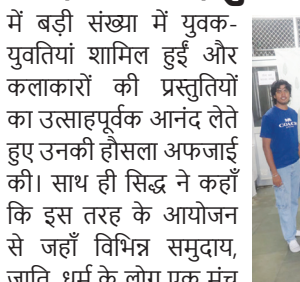 में बड़ी संख्या में युवक-
युवतियां शामिल हुईं और
कलाकारों की प्रस्तुतियों
का उत्साहपूर्वक आनंद लेते
हुए उनकी हौसला अफजाई
की। साथ ही सिद्ध ने कहाँ
कि इस तरह के आयोजन
से जहाँ विभिन्न समुदाय,
जाति, धर्म के लोग एक मंच